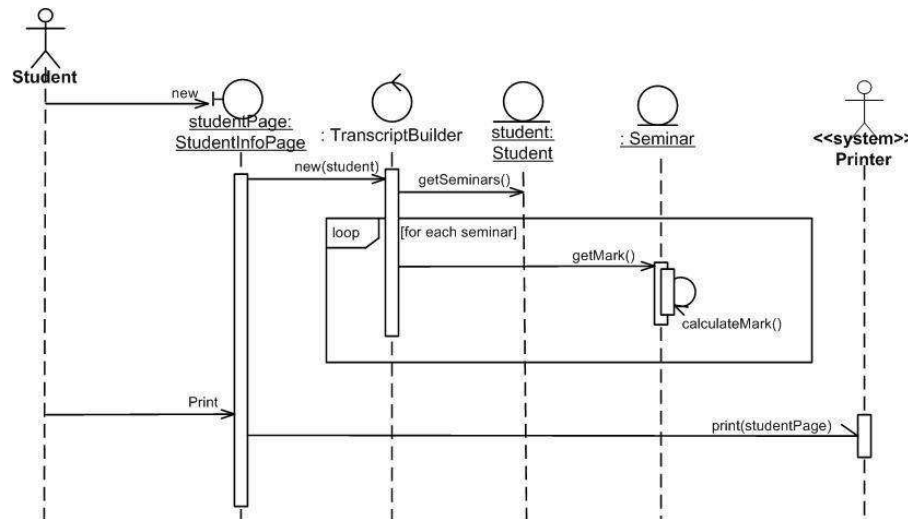 Student
new
studentPage:
StudentInfoPage
: TranscriptBuilder
student:
Student
: Seminar
<<system>>
Printer
new(student)
getSeminars()
loop
[for each seminar]
getMark()
calculateMark()
Print
print(studentPage)